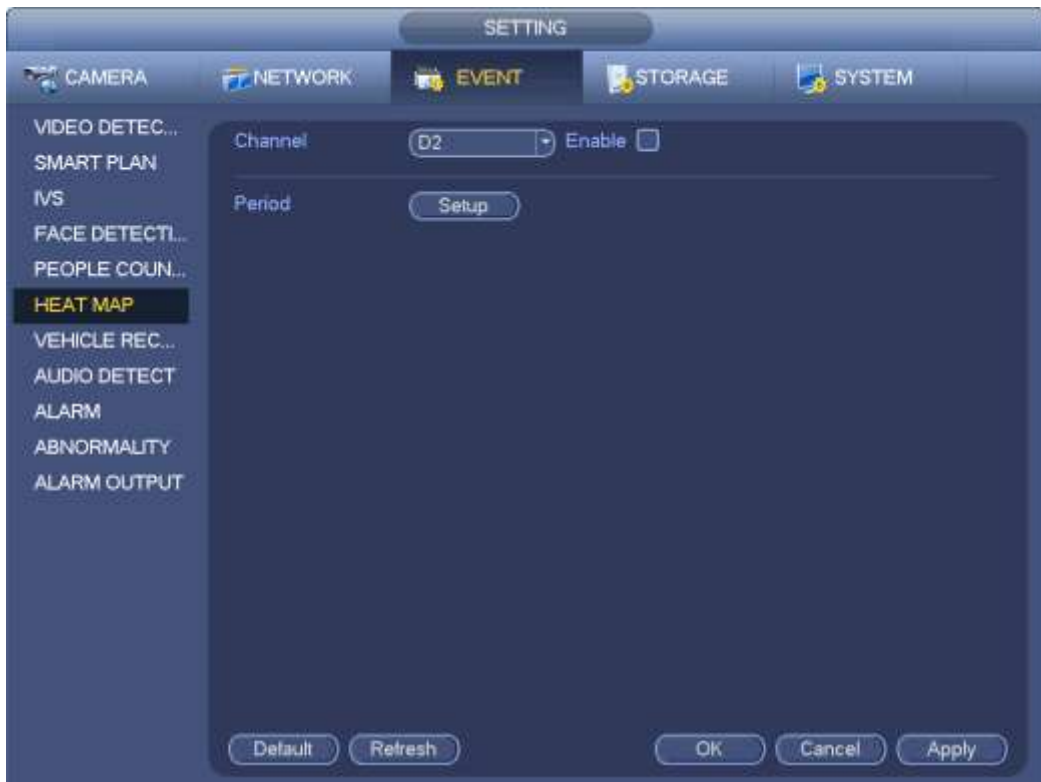 SETTING
CAMERA NETWORK EVENT STORAGE SYSTEM
VIDEO DETEC...
SMART PLAN
IVS
FACE DETECTI...
PEOPLE COUN...
HEAT MAP
VEHICLE REC...
AUDIO DETECT
ALARM
ABNORMALITY
ALARM OUTPUT
Channel D2 Enable
Period Setup
Default Refresh OK Cancel Apply